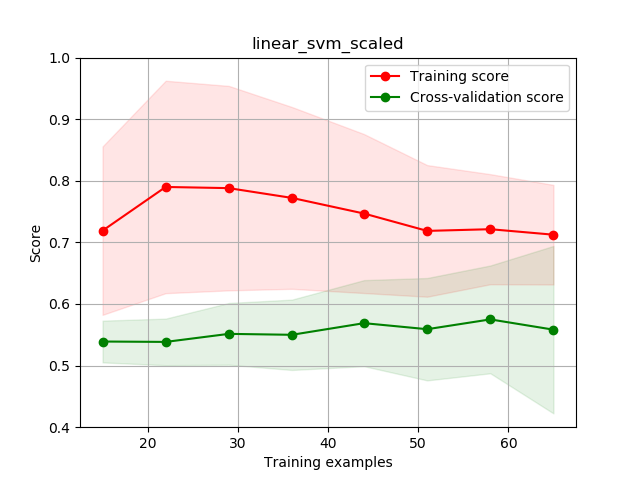 linear_svm_scaled
1.0
0.9
0.8
0.7
0.6
0.5
0.4
Score
Training score
Cross-validation score
20 30 40 50 60
Training examples